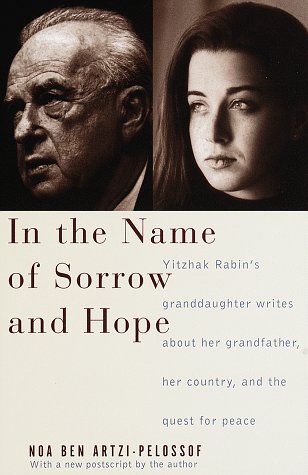 In the Name
of Sorrow
and Hope
Yitzhak Rabin's
granddaughter writes
about her grandfather,
her country, and the
quest for peace
NOA BEN ARTZI-PELOSSOF
With a new postscript by the author